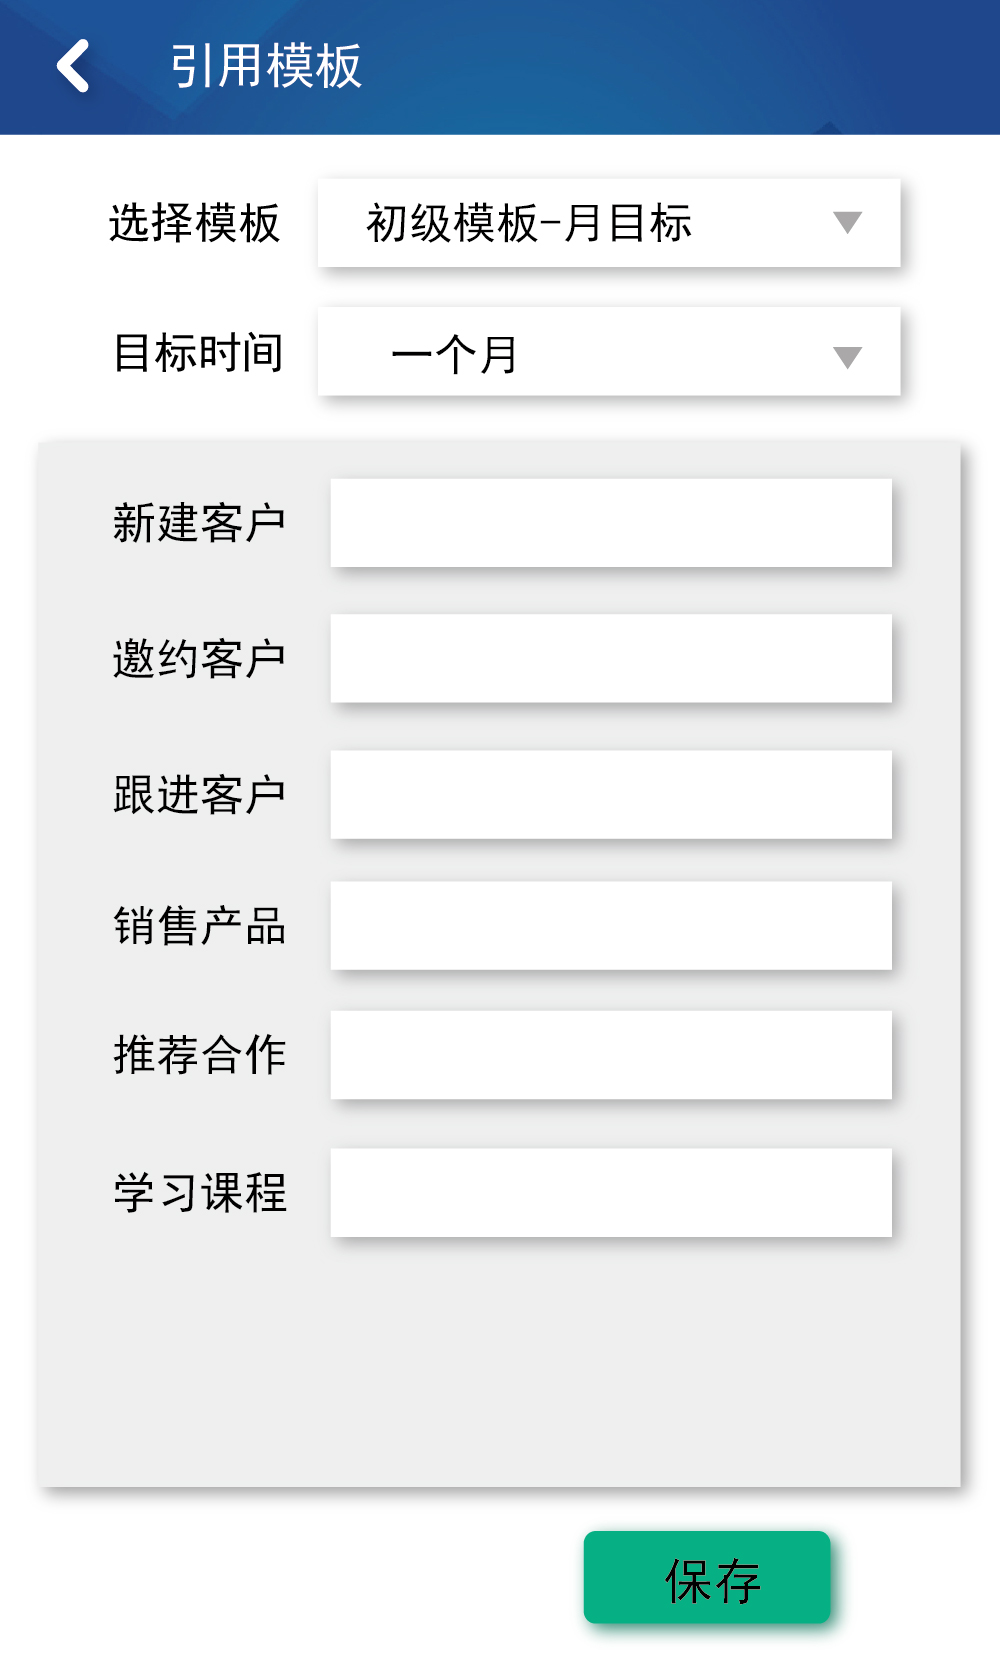 引用模板
选择模板 初级模板-月目标
目标时间 一个月
新建客户
邀约客户
跟进客户
销售产品
推荐合作
学习课程
保存